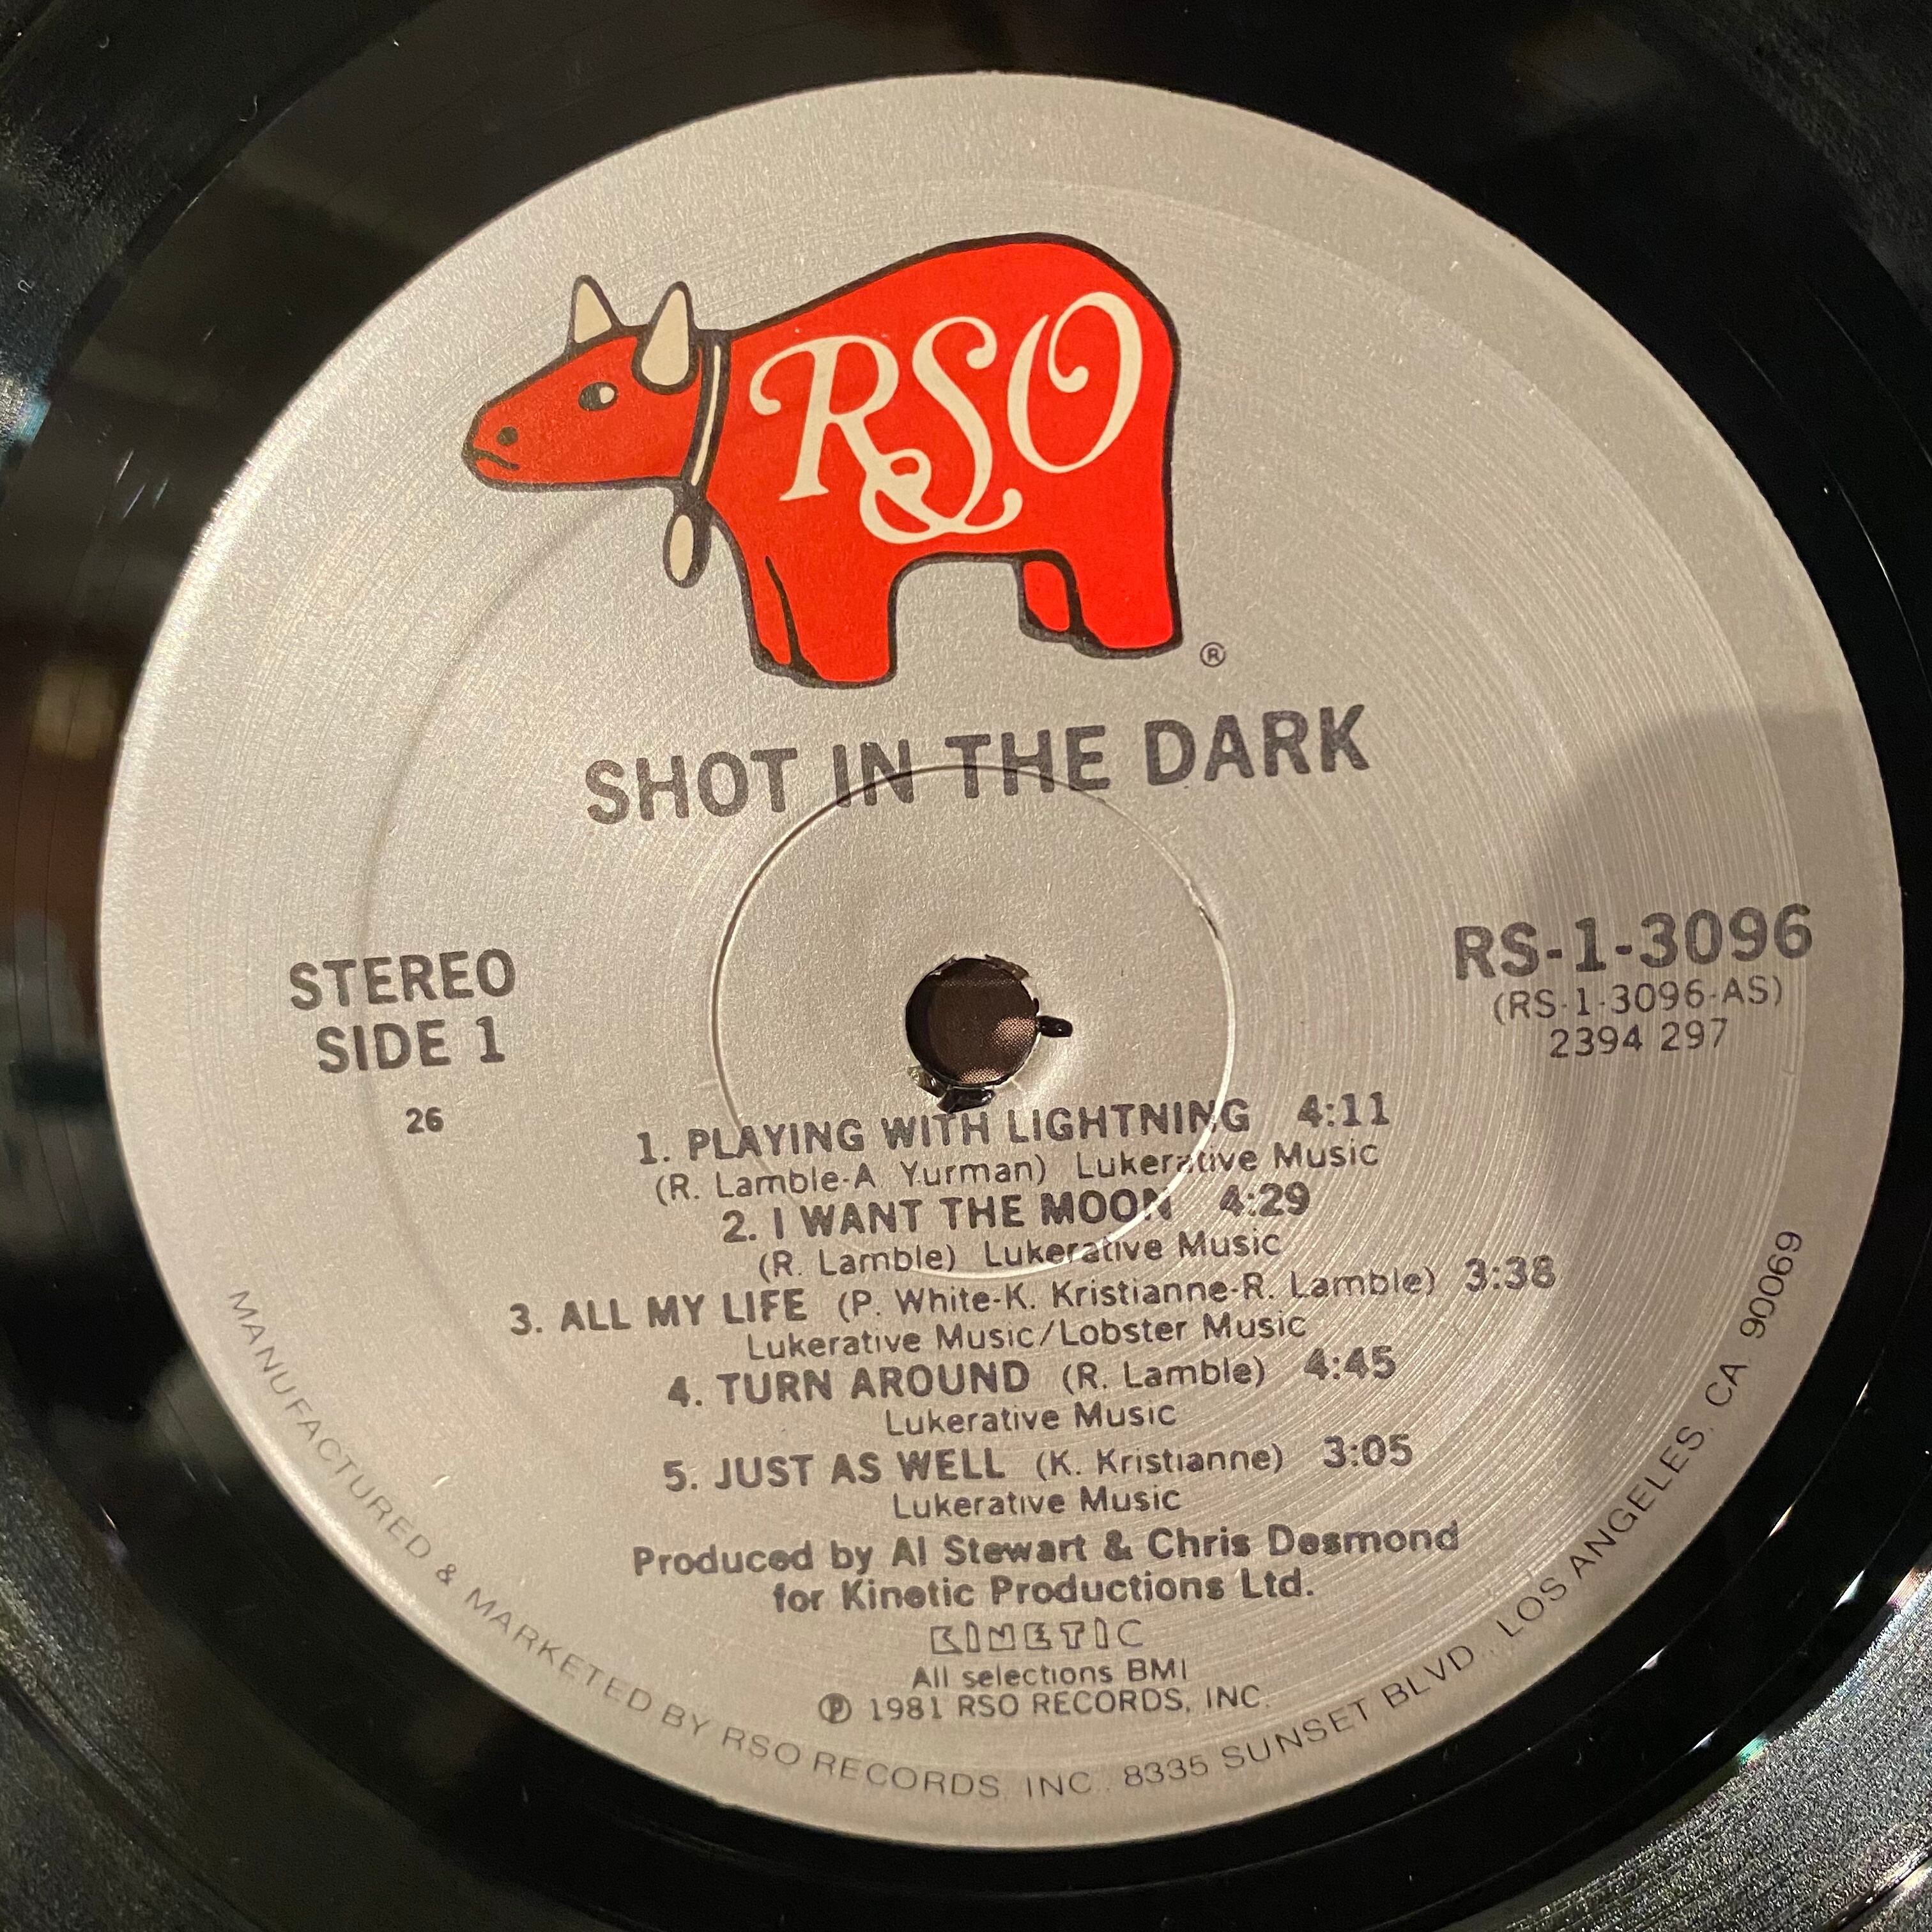 RSO
®
SHOT IN THE DARK
STEREO
SIDE 1
26
RS-1-3096
(RS-1-3096-AS)
2394 297
1. PLAYING WITH LIGHTNING 4:11
(R. Lamble-A. Yurman) Lukerative Music
2. I WANT THE MOON 4:29
(R. Lamble) Lukerative Music
3. ALL MY LIFE (P. White-K. Kristianne-R. Lamble) 3:38
Lukerative Music/Lobster Music
4. TURN AROUND (R. Lamble) 4:45
Lukerative Music
5. JUST AS WELL (K. Kristianne) 3:05
Lukerative Music
Produced by Al Stewart & Chris Desmond
for Kinetic Productions Ltd.
KINETIC
All selections BMI
℗ 1981 RSO RECORDS, INC.
MANUFACTURED & MARKETED BY RSO RECORDS, INC., 8335 SUNSET BLVD., LOS ANGELES, CA. 90069